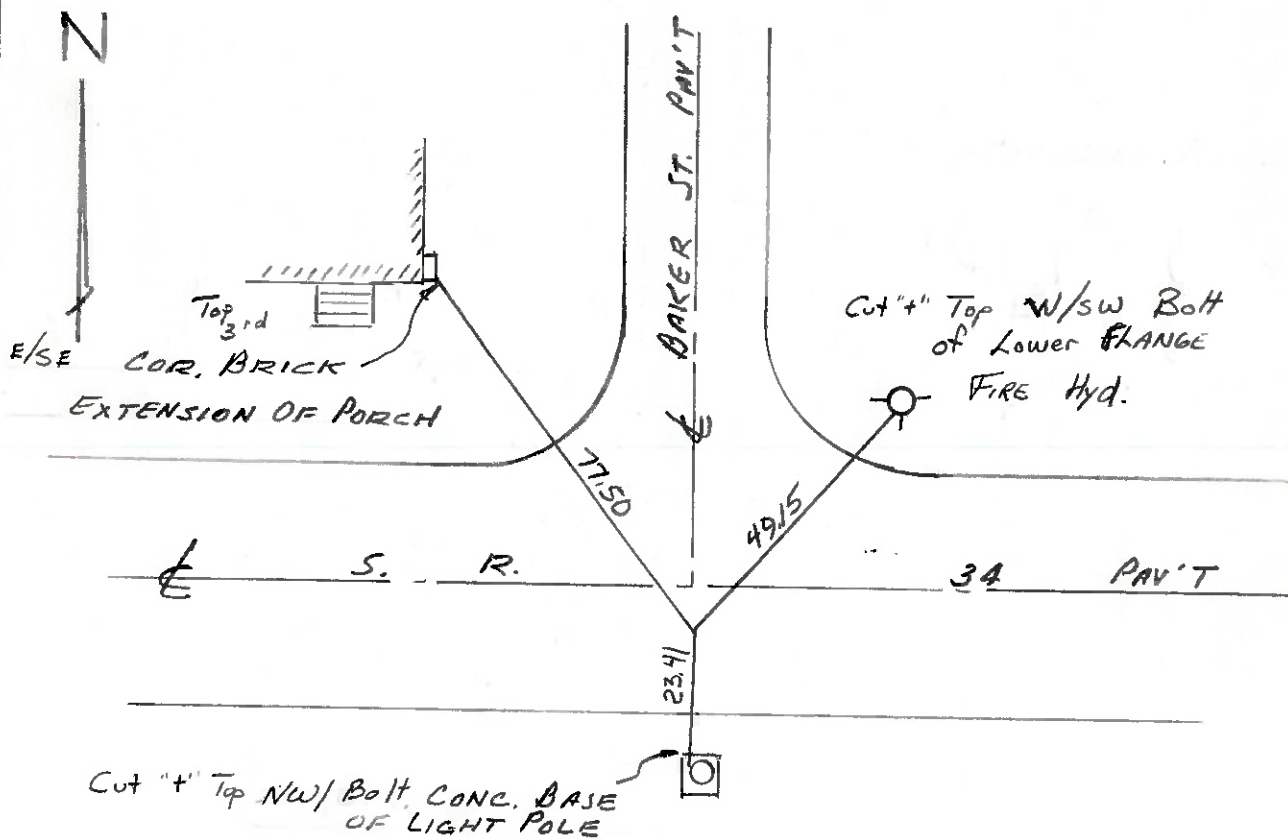 N
BAKER ST. PAV'T
Top
3rd
E/SE
COR. BRICK
EXTENSION OF PORCH
Cut "+" Top W/SW Bolt
of Lower FLANGE
FIRE Hyd.
77.50
49.15
℄
℄ S. R. 34 PAV'T
23.41
Cut "+" Top NW/Bolt CONC. BASE
OF LIGHT POLE